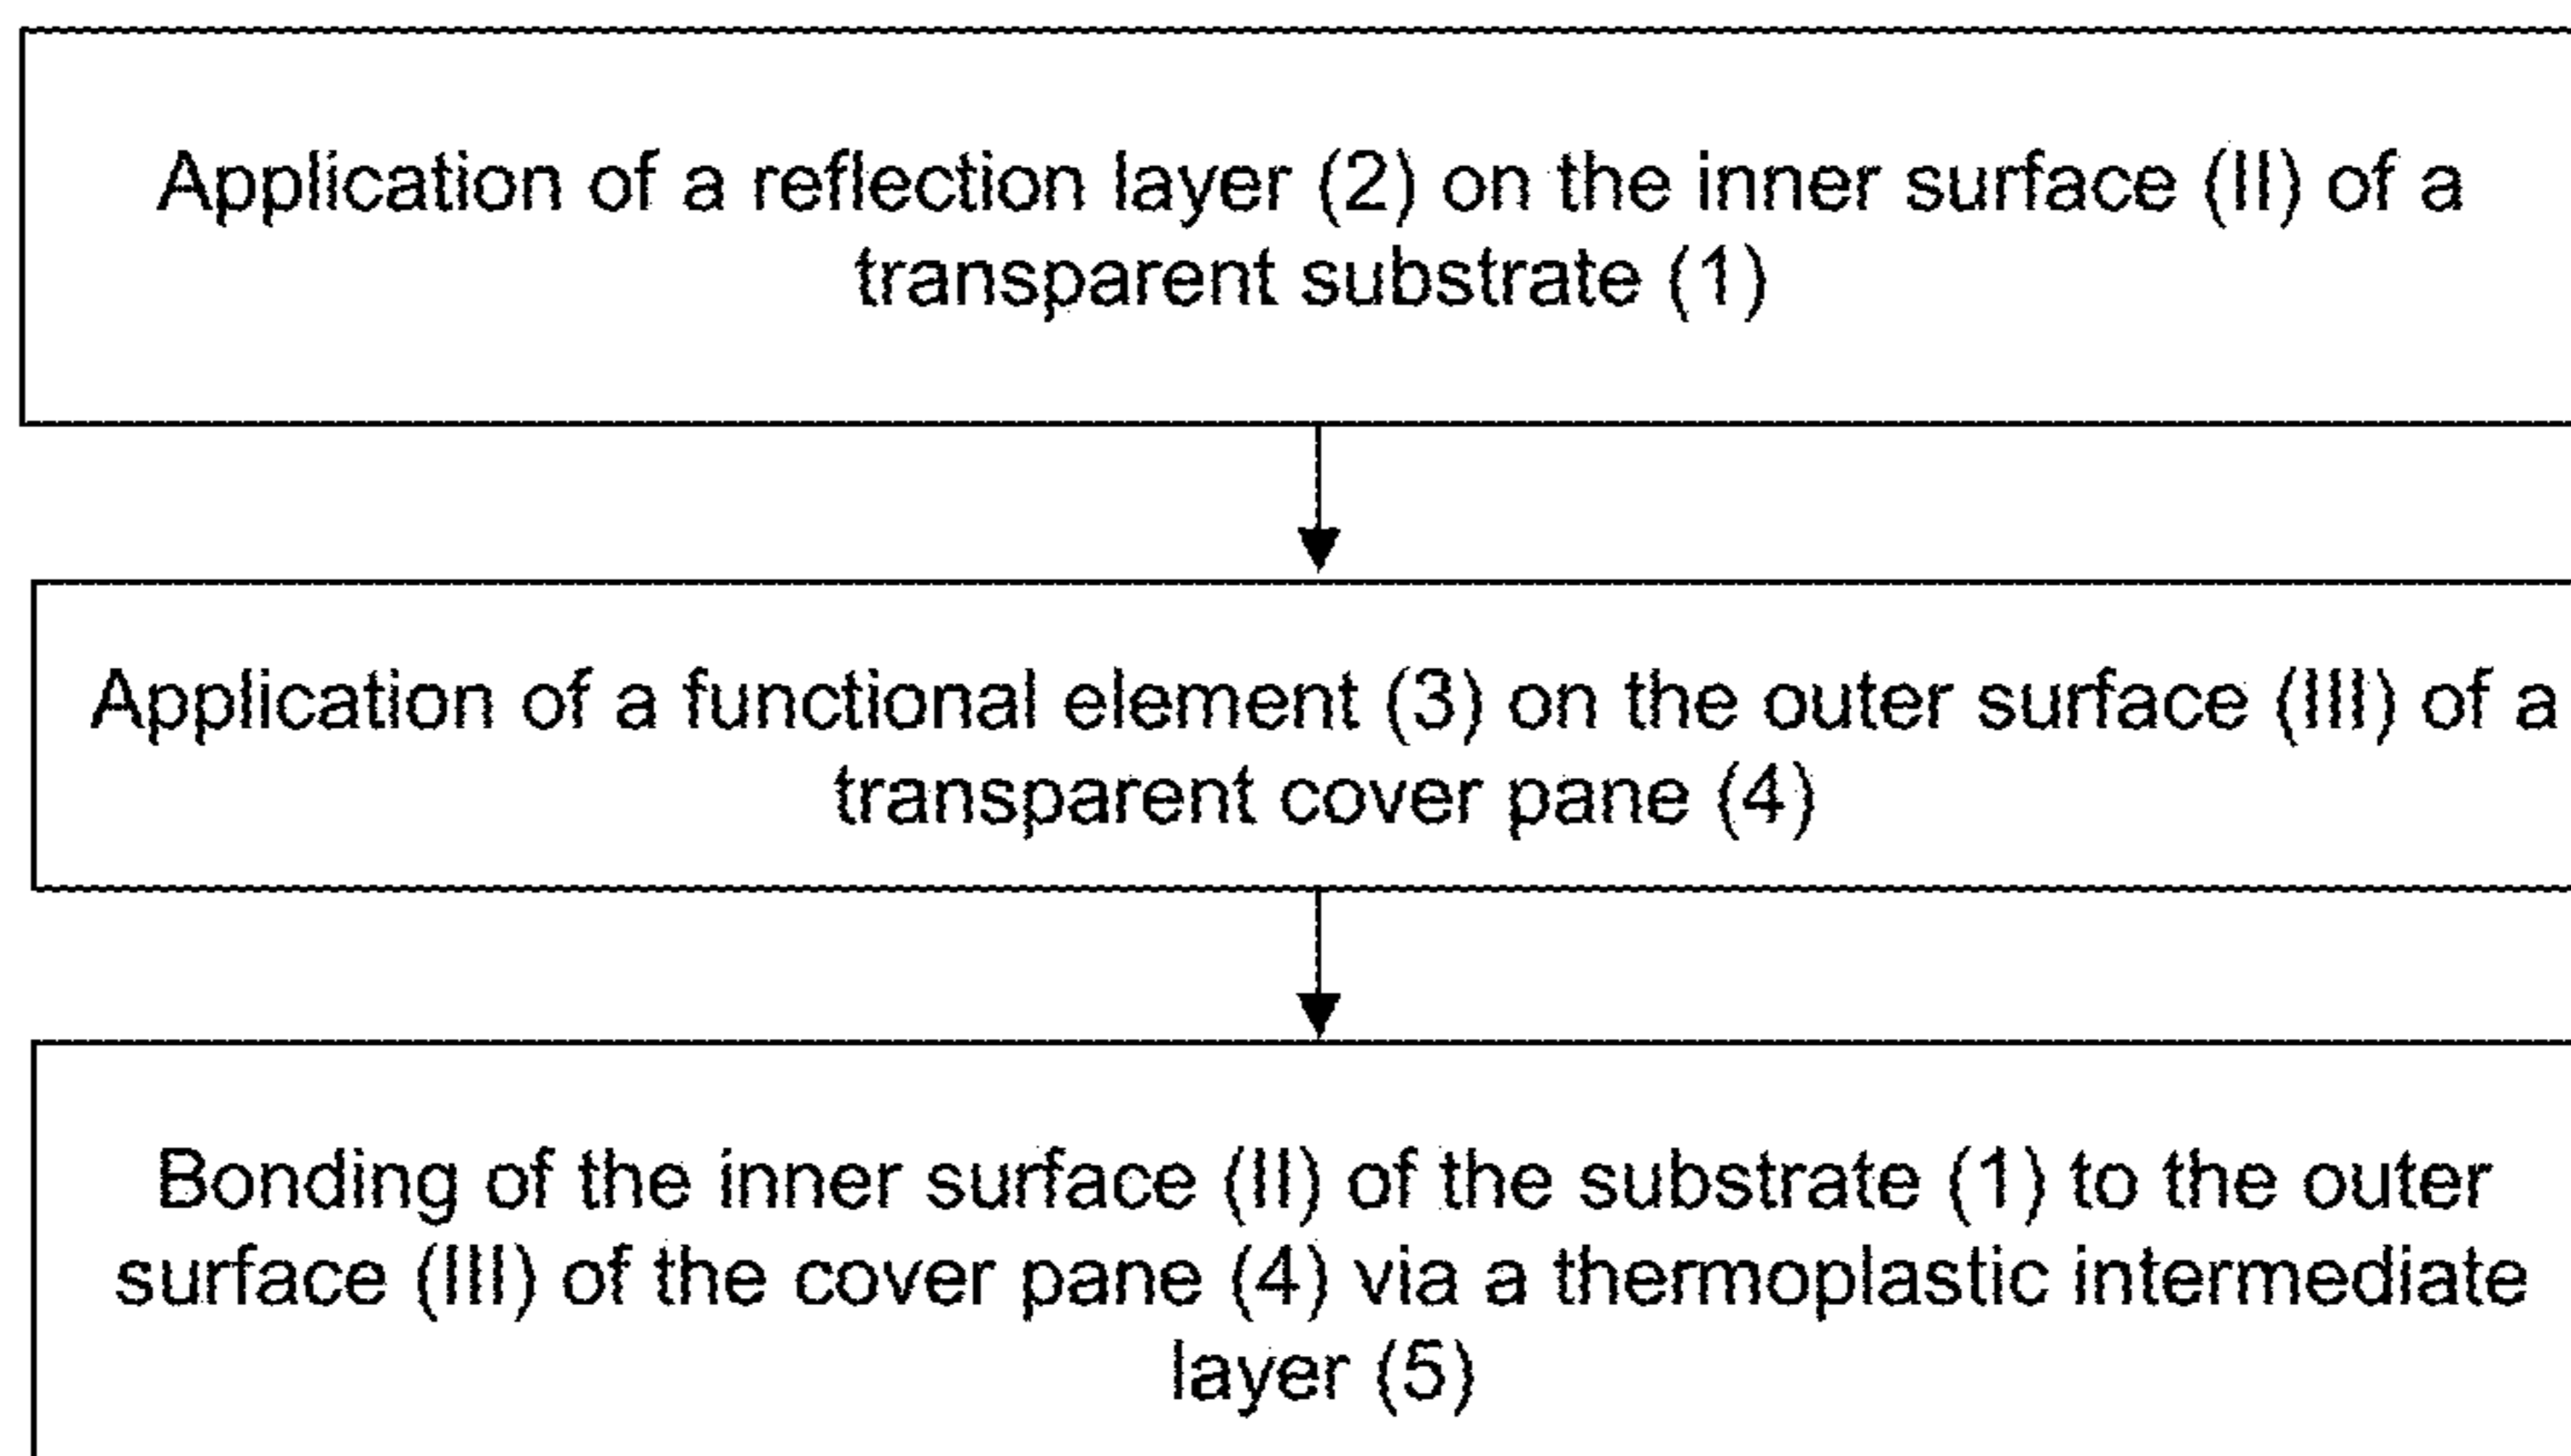 Application of a reflection layer (2) on the inner surface (II) of a
transparent substrate (1)
Application of a functional element (3) on the outer surface (III) of a
transparent cover pane (4)
Bonding of the inner surface (II) of the substrate (1) to the outer
surface (III) of the cover pane (4) via a thermoplastic intermediate
layer (5)